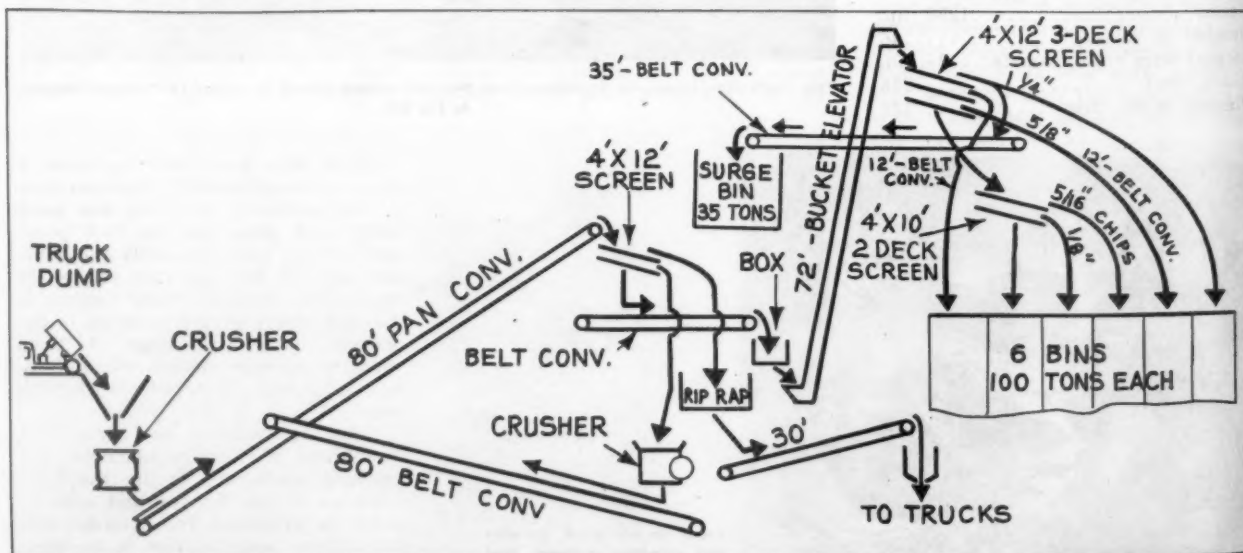 TRUCK
DUMP
CRUSHER
80' PAN CONV.
80' BELT CONV
4'X12'
SCREEN
BELT CONV.
CRUSHER
RIP RAP
BOX
35'-BELT CONV.
SURGE
BIN
35 TONS
72'-BUCKET ELEVATOR
4'X12' 3-DECK
SCREEN
1 1/4"
5/8"
12'-BELT CONV.
12'-BELT
CONV.
4'X10'
2 DECK
SCREEN
5/16" CHIPS
1/8"
6 BINS
100 TONS EACH
30'
TO TRUCKS